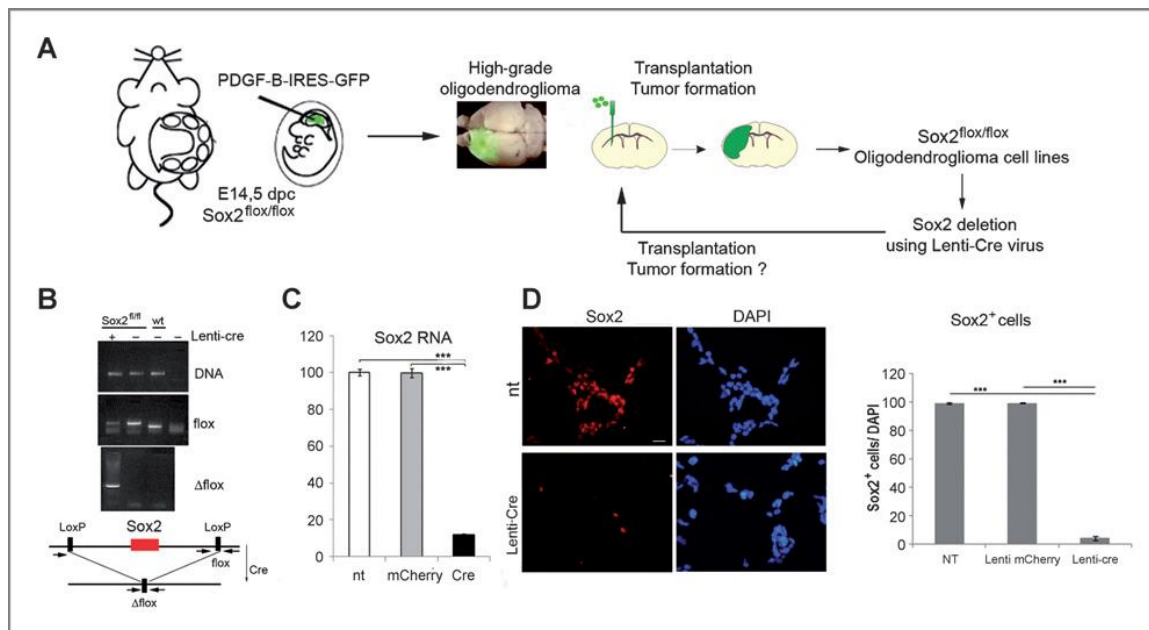 A
PDGF-B-IRES-GFP
E14,5 dpc
Sox2flox/flox
High-grade
oligodendroglioma
Transplantation
Tumor formation
Sox2flox/flox
Oligodendroglioma cell lines
Sox2 deletion
using Lenti-Cre virus
Transplantation
Tumor formation ?
B
Sox2fl/fl wt
Lenti-cre + − − −
DNA
flox
Δflox
LoxP Sox2 LoxP
flox
Cre
Δflox
C
Sox2 RNA
***
***
120
100
80
60
40
20
0
nt mCherry Cre
D
Sox2 DAPI
nt
Lenti-Cre
Sox2+ cells
Sox2+ cells/ DAPI
***
***
120
100
80
60
40
20
0
NT Lenti mCherry Lenti-cre